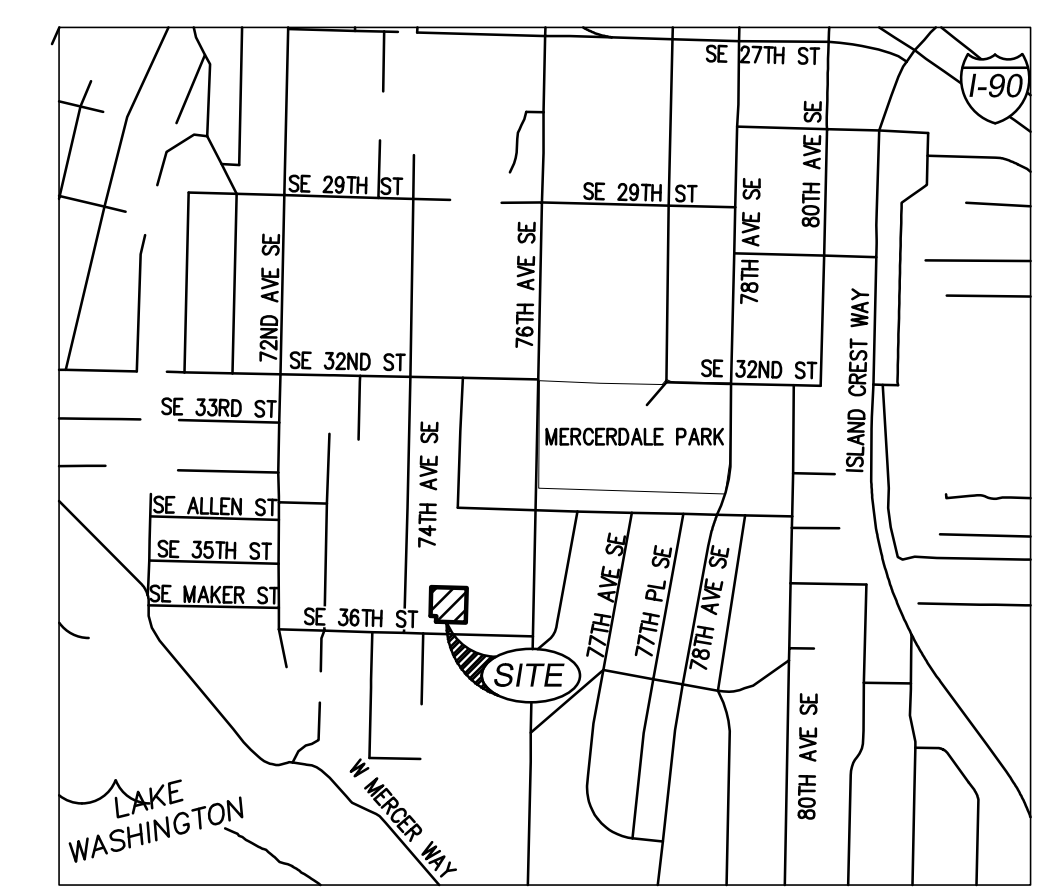 SE 27TH ST
I-90
80TH AVE SE
SE 29TH ST
SE 29TH ST
78TH AVE SE
72ND AVE SE
76TH AVE SE
ISLAND CREST WAY
SE 32ND ST
SE 32ND ST
SE 33RD ST
74TH AVE SE
MERCERDALE PARK
SE ALLEN ST
SE 35TH ST
SE MAKER ST
SE 36TH ST
77TH AVE SE
77TH PL SE
78TH AVE SE
SITE
80TH AVE SE
W MERCER WAY
LAKE
WASHINGTON